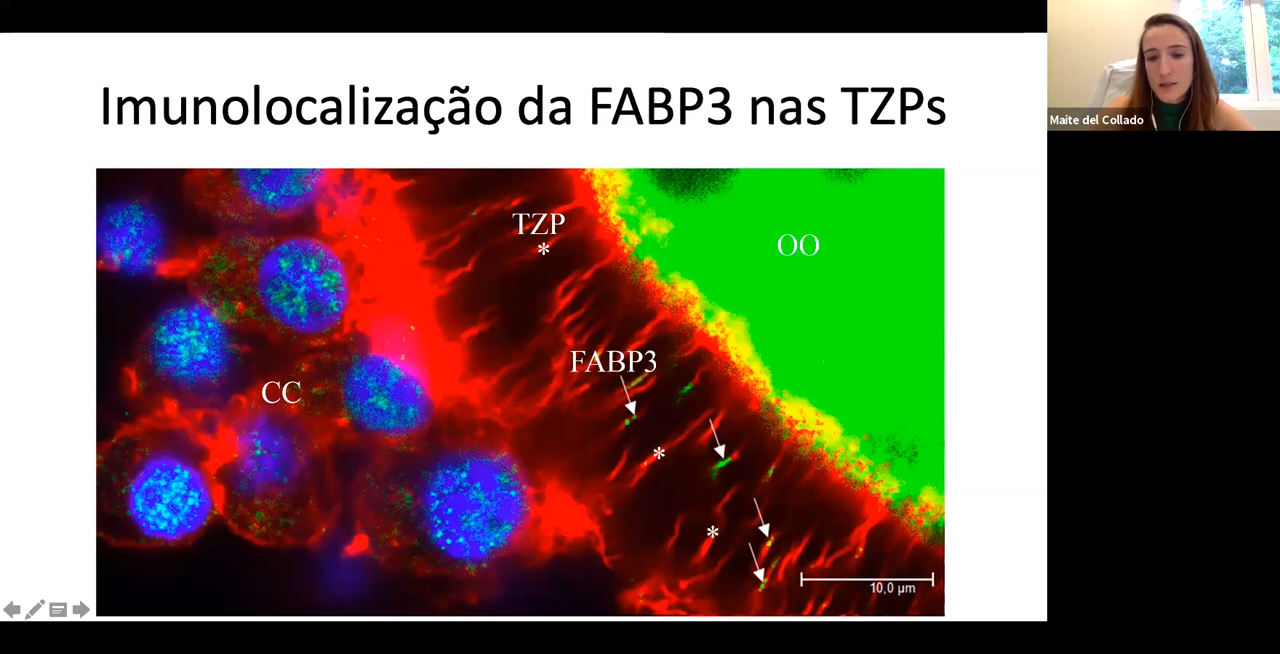 Imunolocalização da FABP3 nas TZPs
Maite del Collado
TZP
*
OO
FABP3
CC
*
*
10,0 µm